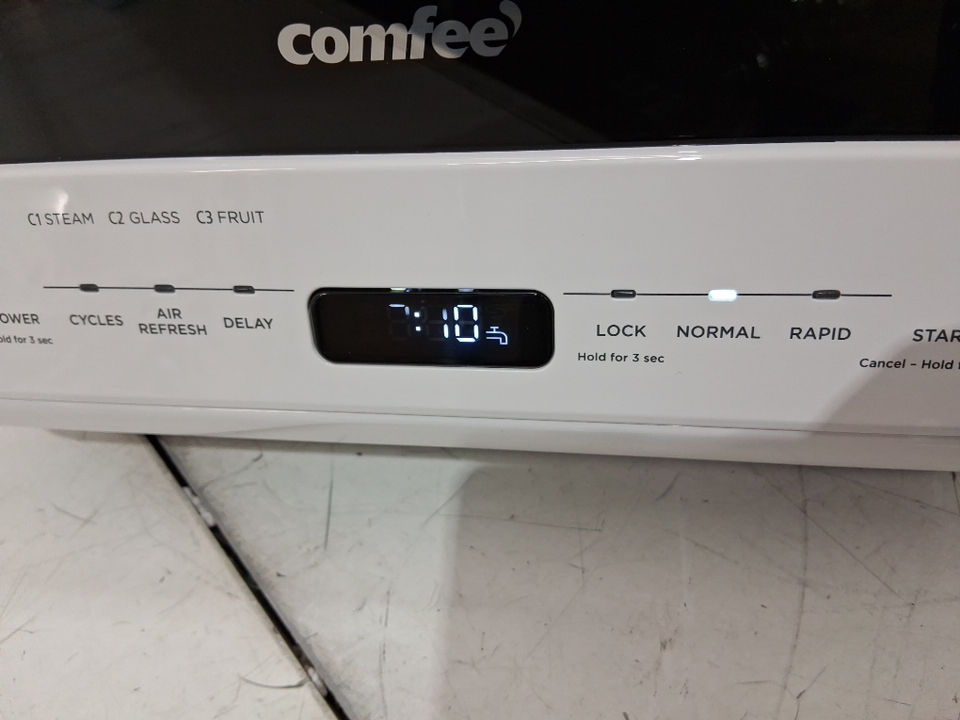 comfee'
C1 STEAM C2 GLASS C3 FRUIT
OWER
old for 3 sec
CYCLES
AIR
REFRESH
DELAY
7:10
LOCK
Hold for 3 sec
NORMAL
RAPID
STAR
Cancel – Hold f